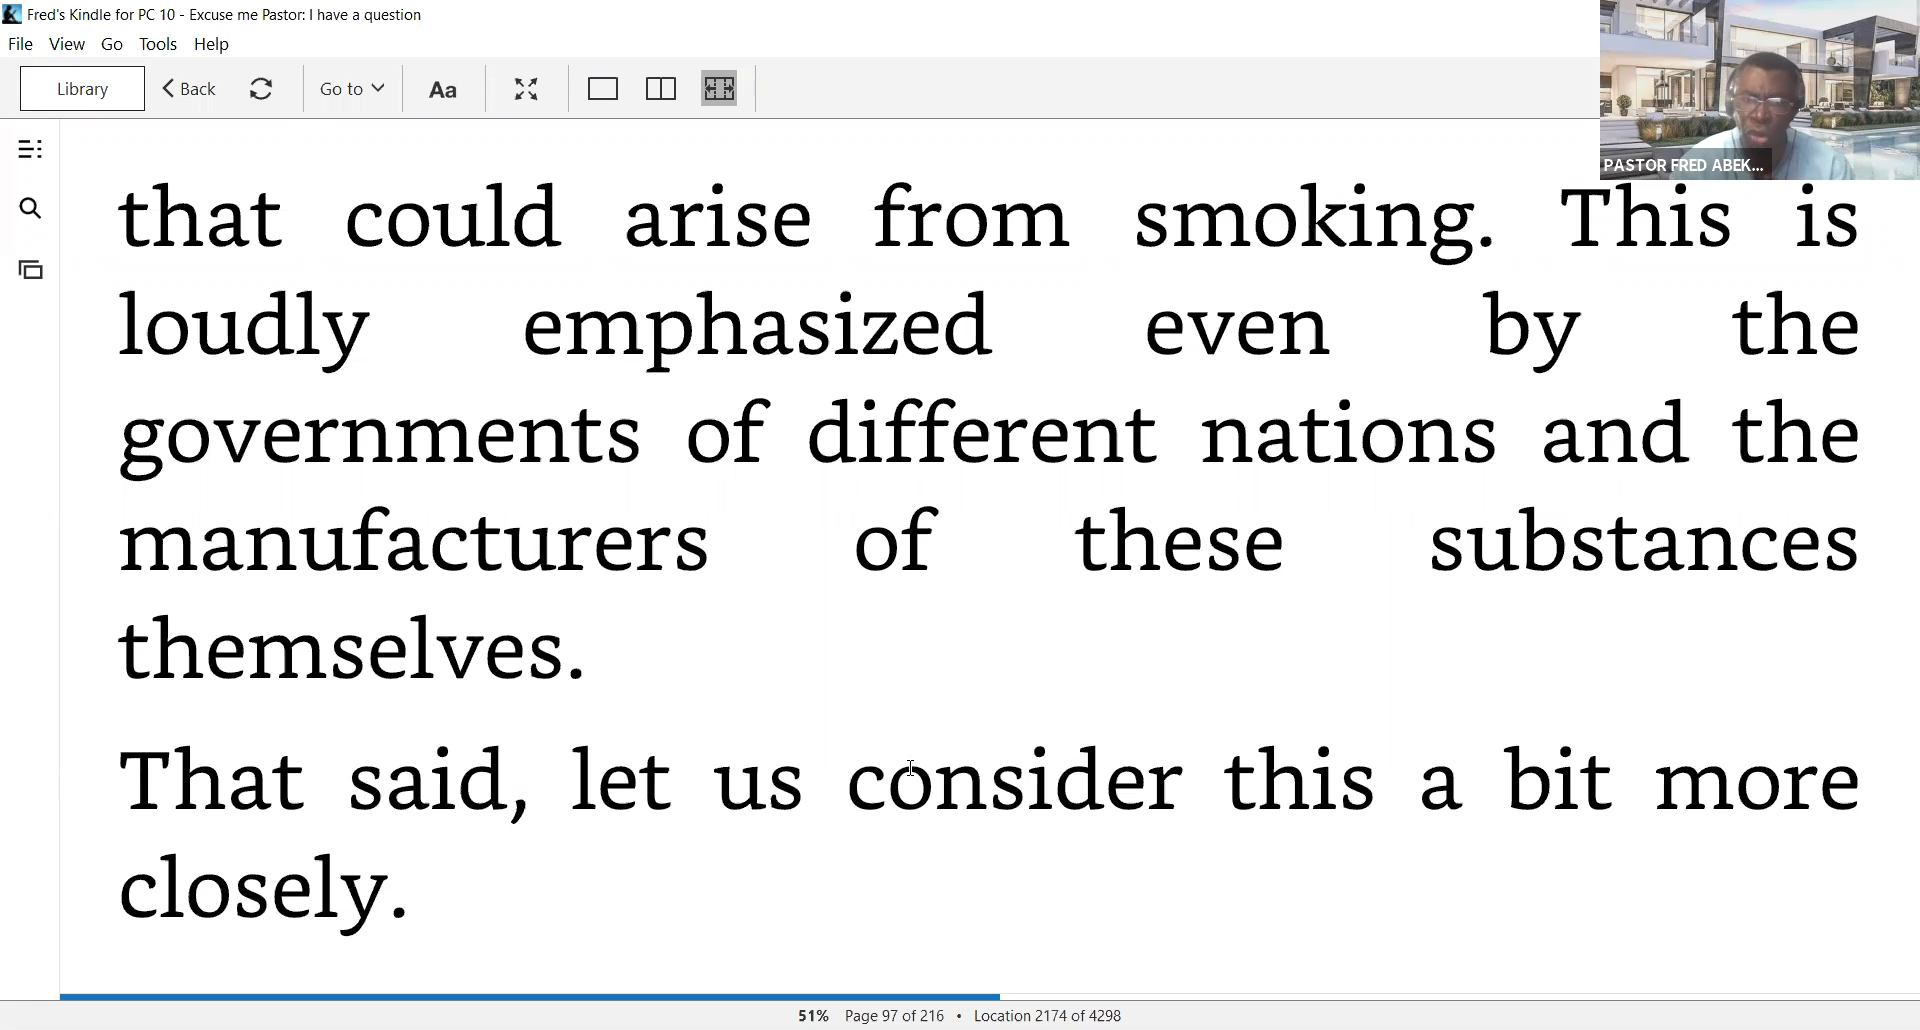 Fred's Kindle for PC 10 - Excuse me Pastor: I have a question
File View Go Tools Help
Library Back Go to Aa
PASTOR FRED ABEK...
that could arise from smoking. This is
loudly emphasized even by the
governments of different nations and the
manufacturers of these substances
themselves.
That said, let us consider this a bit more
closely.
51% Page 97 of 216 • Location 2174 of 4298